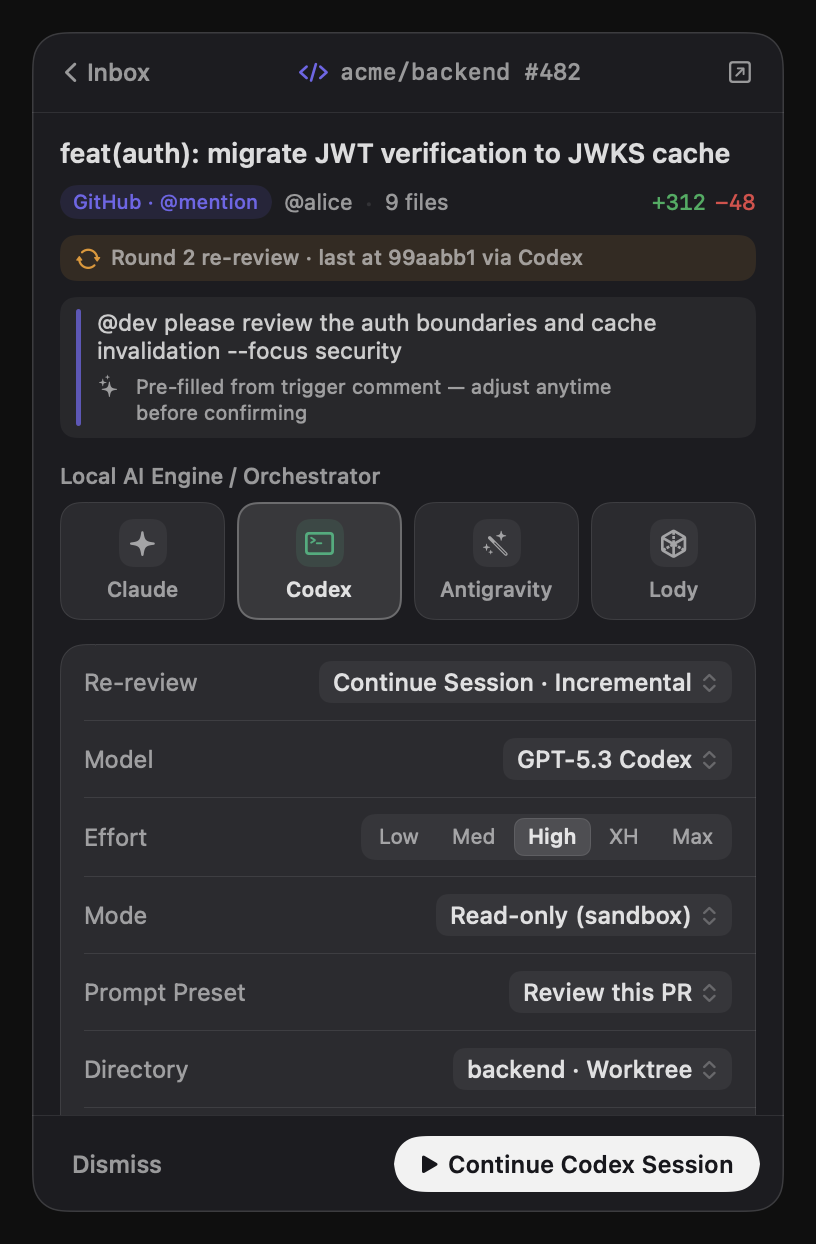 Inbox
</> acme/backend #482
feat(auth): migrate JWT verification to JWKS cache
GitHub · @mention @alice · 9 files +312 −48
Round 2 re-review · last at 99aabb1 via Codex
@dev please review the auth boundaries and cache
invalidation --focus security
Pre-filled from trigger comment — adjust anytime
before confirming
Local AI Engine / Orchestrator
Claude Codex Antigravity Lody
Re-review Continue Session · Incremental
Model GPT-5.3 Codex
Effort Low Med High XH Max
Mode Read-only (sandbox)
Prompt Preset Review this PR
Directory backend · Worktree
Dismiss Continue Codex Session